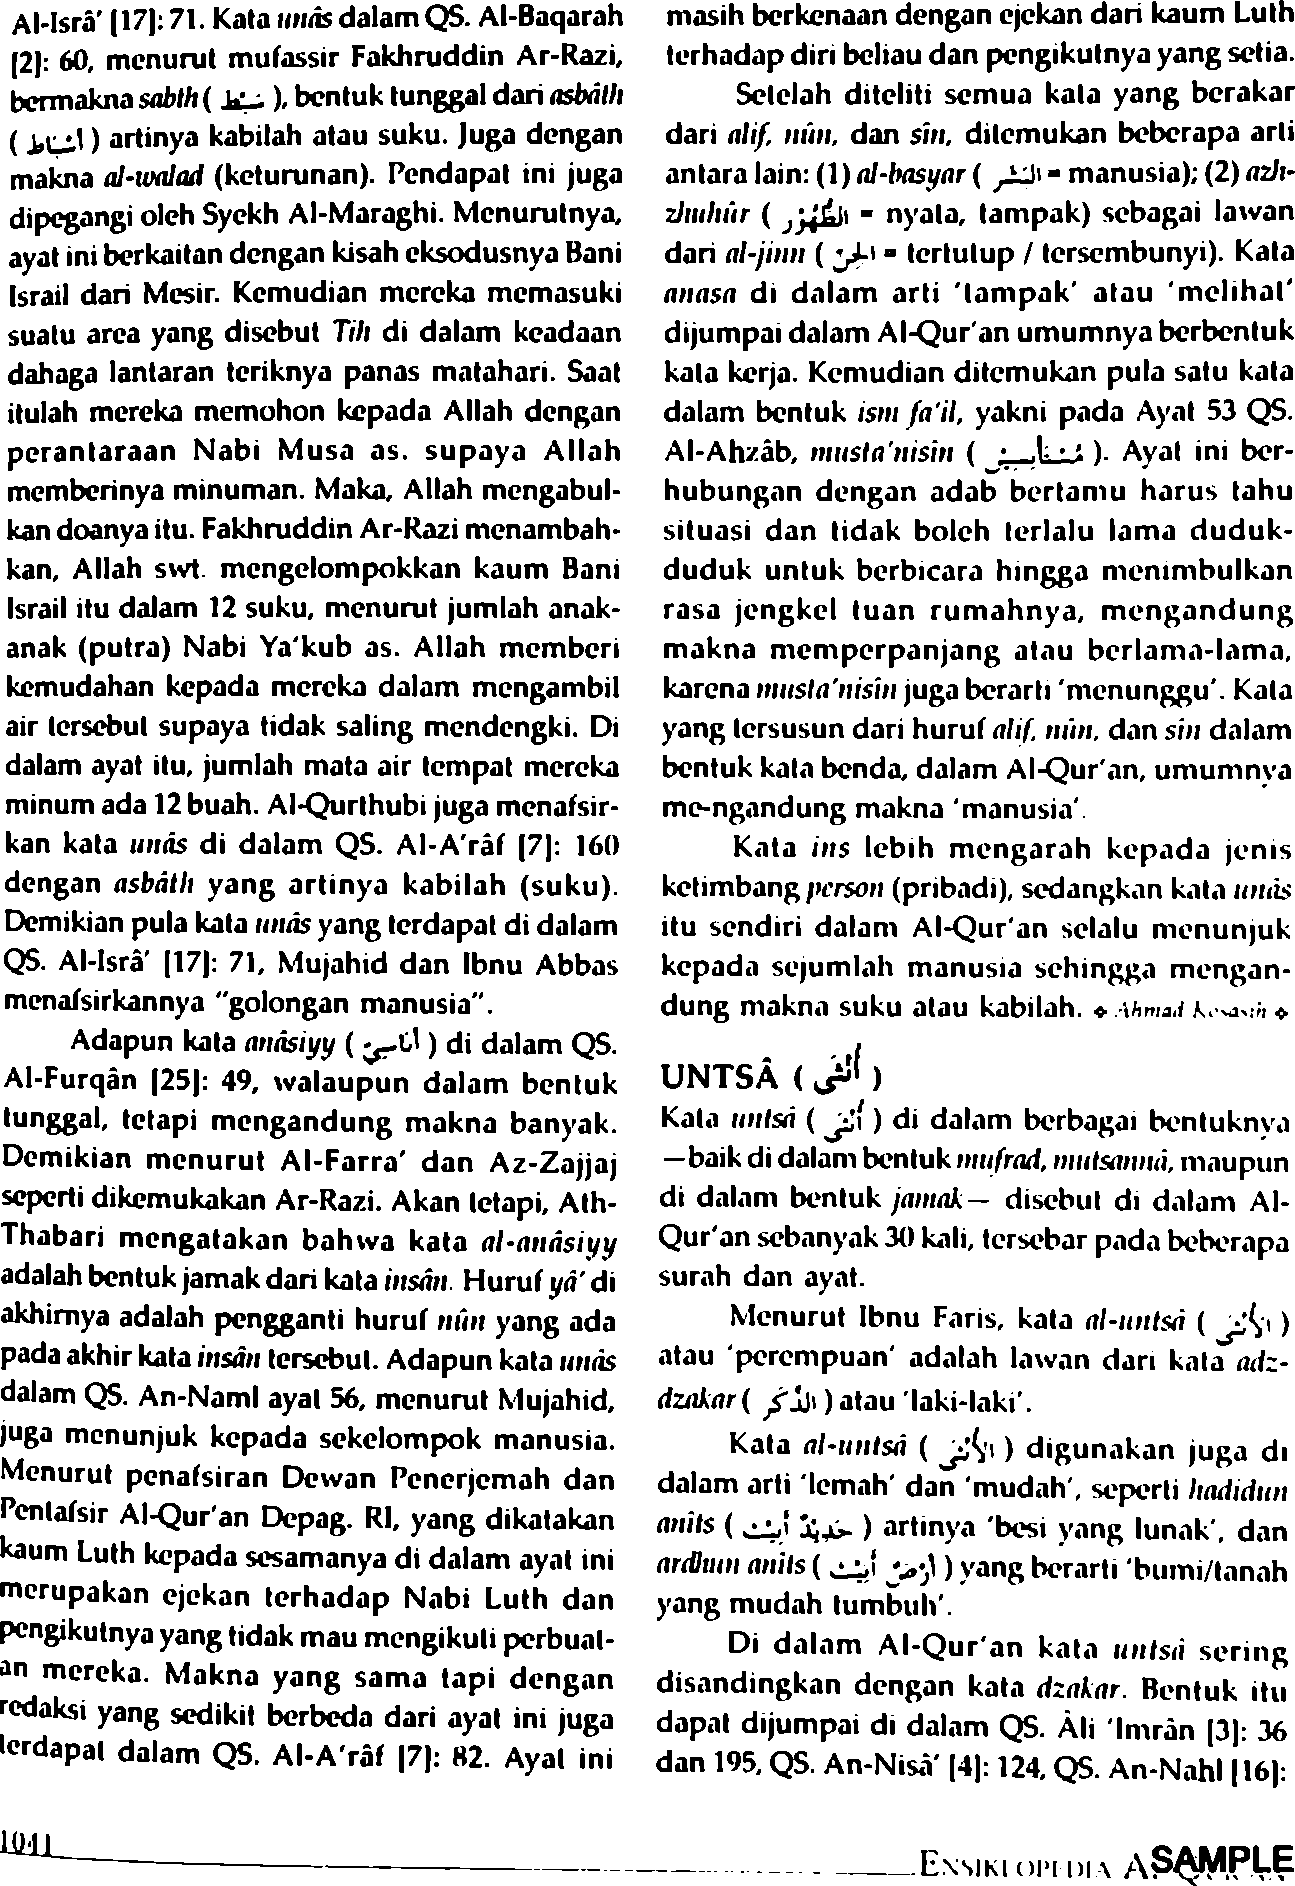 Al-Isrâ' [17]: 71. Kata unâs dalam QS. Al-Baqarah
[2]: 60, menurut mufassir Fakhruddin Ar-Razi,
bermakna sabth ( سَبْط ), bentuk tunggal dari asbâth
( اَسْبَاط ) artinya kabilah atau suku. Juga dengan
makna al-walad (keturunan). Pendapat ini juga
dipegangi oleh Syekh Al-Maraghi. Menurutnya,
ayat ini berkaitan dengan kisah eksodusnya Bani
Israil dari Mesir. Kemudian mereka memasuki
suatu area yang disebut Tih di dalam keadaan
dahaga lantaran teriknya panas matahari. Saat
itulah mereka memohon kepada Allah dengan
perantaraan Nabi Musa as. supaya Allah
memberinya minuman. Maka, Allah mengabul-
kan doanya itu. Fakhruddin Ar-Razi menambah-
kan, Allah swt. mengelompokkan kaum Bani
Israil itu dalam 12 suku, menurut jumlah anak-
anak (putra) Nabi Ya'kub as. Allah memberi
kemudahan kepada mereka dalam mengambil
air tersebut supaya tidak saling mendengki. Di
dalam ayat itu, jumlah mata air tempat mereka
minum ada 12 buah. Al-Qurthubi juga menafsir-
kan kata unâs di dalam QS. Al-A'râf [7]: 160
dengan asbâth yang artinya kabilah (suku).
Demikian pula kata unâs yang terdapat di dalam
QS. Al-Isrâ' [17]: 71, Mujahid dan Ibnu Abbas
menafsirkannya "golongan manusia".
Adapun kata anâsiyy ( أَنَاسِيّ ) di dalam QS.
Al-Furqân [25]: 49, walaupun dalam bentuk
tunggal, tetapi mengandung makna banyak.
Demikian menurut Al-Farra' dan Az-Zajjaj
seperti dikemukakan Ar-Razi. Akan tetapi, Ath-
Thabari mengatakan bahwa kata al-anâsiyy
adalah bentuk jamak dari kata insân. Huruf yâ' di
akhirnya adalah pengganti huruf nûn yang ada
pada akhir kata insân tersebut. Adapun kata unâs
dalam QS. An-Naml ayat 56, menurut Mujahid,
juga menunjuk kepada sekelompok manusia.
Menurut penafsiran Dewan Penerjemah dan
Pentafsir Al-Qur'an Depag. RI, yang dikatakan
kaum Luth kepada sesamanya di dalam ayat ini
merupakan ejekan terhadap Nabi Luth dan
pengikutnya yang tidak mau mengikuti perbuat-
an mereka. Makna yang sama tapi dengan
redaksi yang sedikit berbeda dari ayat ini juga
terdapat dalam QS. Al-A'râf [7]: 82. Ayat ini
masih berkenaan dengan ejekan dari kaum Luth
terhadap diri beliau dan pengikutnya yang setia.
Setelah diteliti semua kata yang berakar
dari alif, nûn, dan sîn, ditemukan beberapa arti
antara lain: (1) al-basyar ( اَلْبَشَر = manusia); (2) azh-
zhuhûr ( الظُّهُوْر = nyata, tampak) sebagai lawan
dari al-jinn ( الْجِنّ = tertutup / tersembunyi). Kata
anasa di dalam arti 'tampak' atau 'melihat'
dijumpai dalam Al-Qur'an umumnya berbentuk
kata kerja. Kemudian ditemukan pula satu kata
dalam bentuk ism fa'il, yakni pada Ayat 53 QS.
Al-Ahzâb, musta'nisîn ( مُسْتَأْنِسِيْنَ ). Ayat ini ber-
hubungan dengan adab bertamu harus tahu
situasi dan tidak boleh terlalu lama duduk-
duduk untuk berbicara hingga menimbulkan
rasa jengkel tuan rumahnya, mengandung
makna memperpanjang atau berlama-lama,
karena musta'nisîn juga berarti 'menunggu'. Kata
yang tersusun dari huruf alif, nûn, dan sîn dalam
bentuk kata benda, dalam Al-Qur'an, umumnya
me-ngandung makna 'manusia'.
Kata ins lebih mengarah kepada jenis
ketimbang person (pribadi), sedangkan kata unâs
itu sendiri dalam Al-Qur'an selalu menunjuk
kepada sejumlah manusia sehingga mengan-
dung makna suku atau kabilah. ❖ Ahmad Kosasih ❖
UNTSÂ ( أُنْثَى )
Kata untsâ ( أُنْثَى ) di dalam berbagai bentuknya
—baik di dalam bentuk mufrad, mutsannâ, maupun
di dalam bentuk jamak— disebut di dalam Al-
Qur'an sebanyak 30 kali, tersebar pada beberapa
surah dan ayat.
Menurut Ibnu Faris, kata al-untsâ ( الأُنْثَى )
atau 'perempuan' adalah lawan dari kata adz-
dzakar ( الذَّكَر ) atau 'laki-laki'.
Kata al-untsâ ( الأُنْثَى ) digunakan juga di
dalam arti 'lemah' dan 'mudah', seperti hadidun
anits ( حَدِيْدٌ أَنِيْث ) artinya 'besi yang lunak', dan
ardhun anits ( أَرْضٌ أَنِيْث ) yang berarti 'bumi/tanah
yang mudah tumbuh'.
Di dalam Al-Qur'an kata untsâ sering
disandingkan dengan kata dzakar. Bentuk itu
dapat dijumpai di dalam QS. Âli 'Imrân [3]: 36
dan 195, QS. An-Nisâ' [4]: 124, QS. An-Nahl [16]:
1041
ENSIKLOPEDIA
SAMPLE